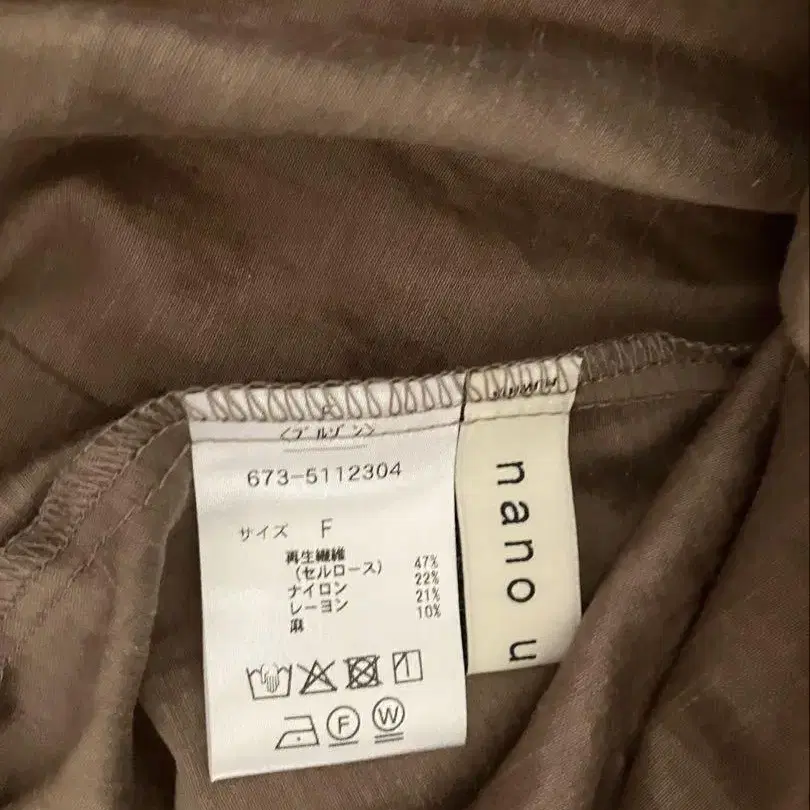 <ブルゾン>
673-5112304
サイズ F
再生繊維
(セルロース) 47%
ナイロン 22%
レーヨン 21%
麻 10%
F W
nano u